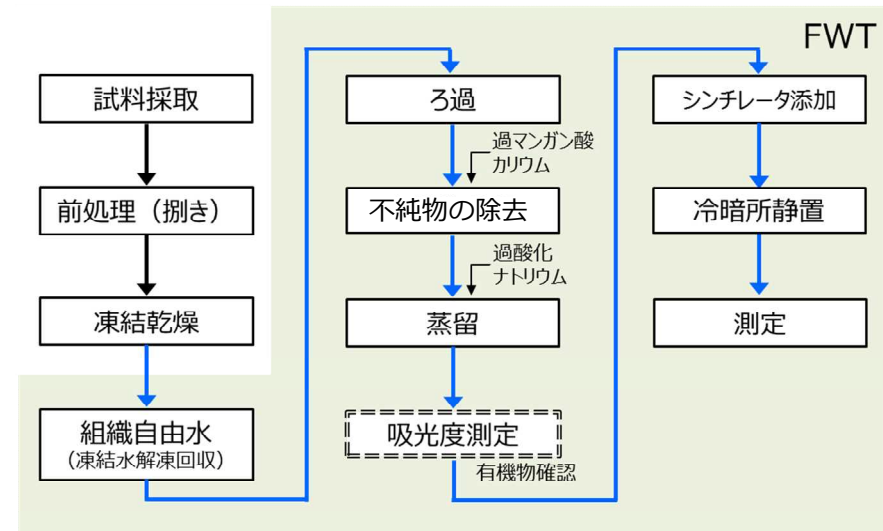 FWT
試料採取
前処理（捌き）
凍結乾燥
組織自由水
（凍結水解凍回収）
ろ過
過マンガン酸
カリウム
不純物の除去
過酸化
ナトリウム
蒸留
吸光度測定
有機物確認
シンチレータ添加
冷暗所静置
測定